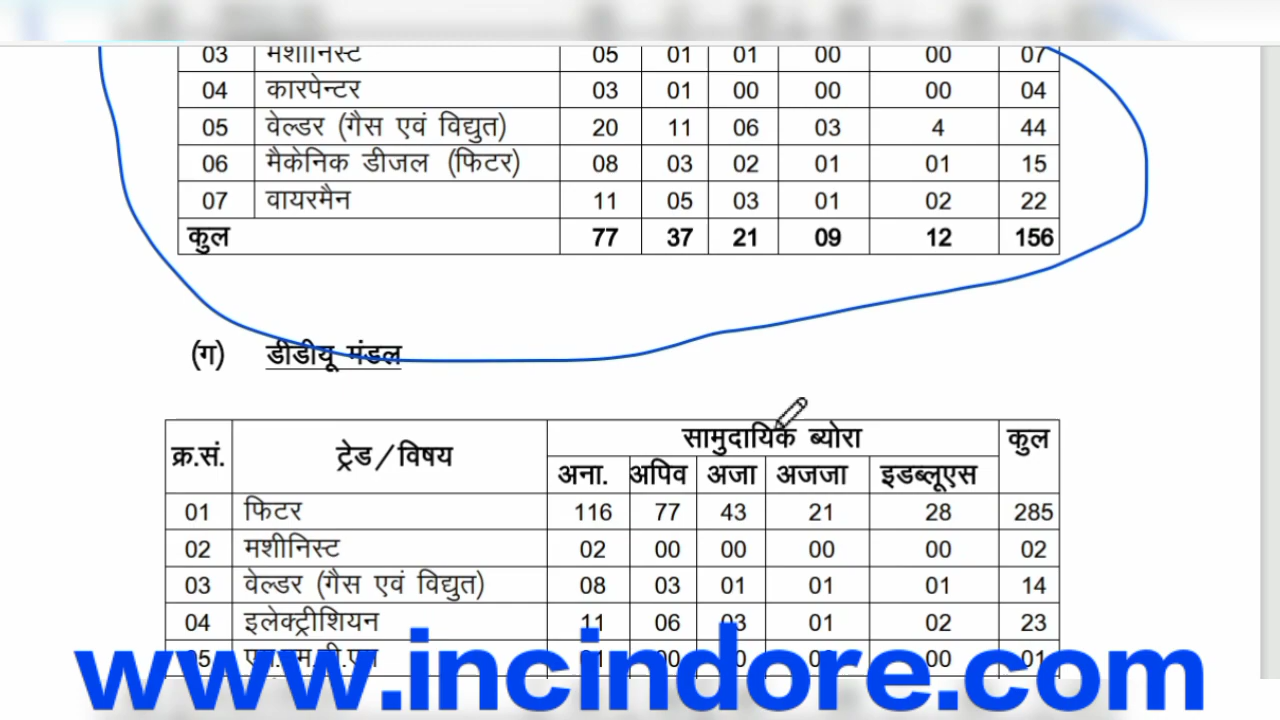 03 मशीनिस्ट 05 01 01 00 00 07
04 कारपेन्टर 03 01 00 00 00 04
05 वेल्डर (गैस एवं विद्युत) 20 11 06 03 4 44
06 मैकेनिक डीजल (फिटर) 08 03 02 01 01 15
07 वायरमैन 11 05 03 01 02 22
कुल 77 37 21 09 12 156
(ग) डीडीयू मंडल
क्र.सं. ट्रेड/विषय सामुदायिक ब्योरा कुल
अना. अपिव अजा अजजा इडब्लूएस
01 फिटर 116 77 43 21 28 285
02 मशीनिस्ट 02 00 00 00 00 02
03 वेल्डर (गैस एवं विद्युत) 08 03 01 01 01 14
04 इलेक्ट्रीशियन 11 06 03 01 02 23
05 01 00 00 00 01
www.incindore.com